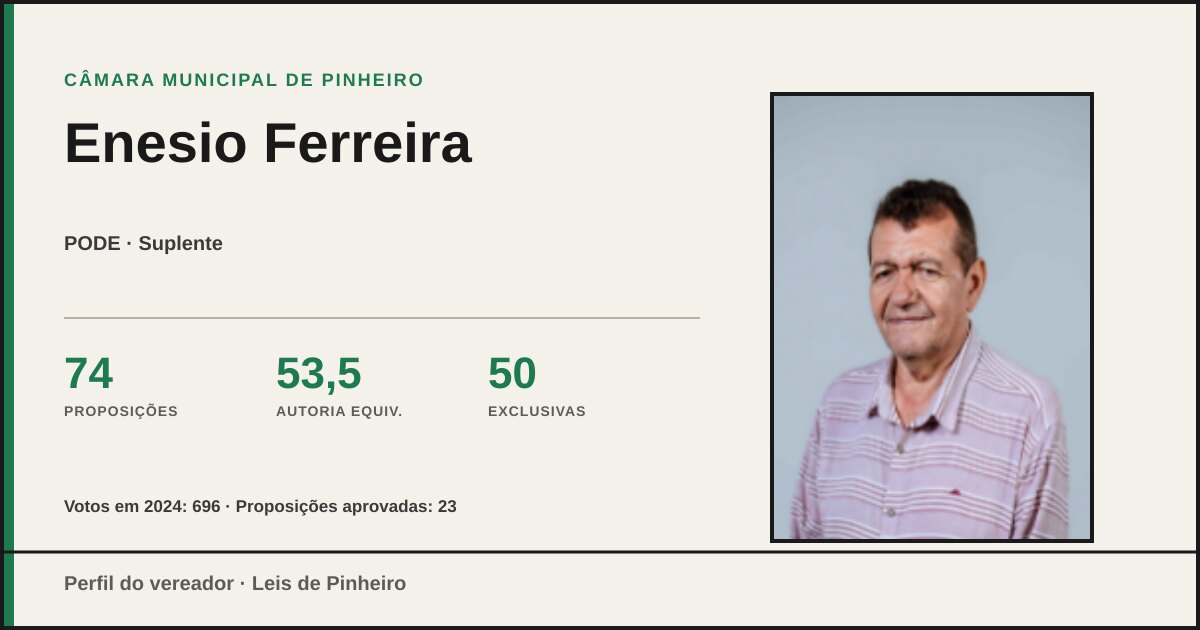 CÂMARA MUNICIPAL DE PINHEIRO
Enesio Ferreira
PODE · Suplente
74
PROPOSIÇÕES
53,5
AUTORIA EQUIV.
50
EXCLUSIVAS
Votos em 2024: 696 · Proposições aprovadas: 23
Perfil do vereador · Leis de Pinheiro